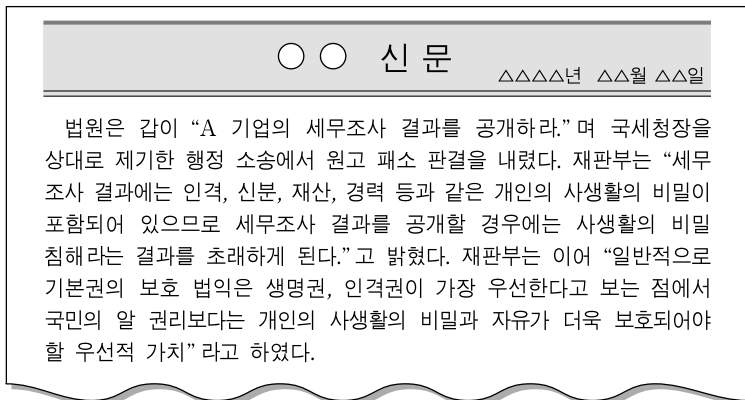 ○○ 신문
△△△△년 △△월 △△일
법원은 갑이 “A 기업의 세무조사 결과를 공개하라.”며 국세청장을
상대로 제기한 행정 소송에서 원고 패소 판결을 내렸다. 재판부는 “세무
조사 결과에는 인격, 신분, 재산, 경력 등과 같은 개인의 사생활의 비밀이
포함되어 있으므로 세무조사 결과를 공개할 경우에는 사생활의 비밀
침해라는 결과를 초래하게 된다.”고 밝혔다. 재판부는 이어 “일반적으로
기본권의 보호 법익은 생명권, 인격권이 가장 우선한다고 보는 점에서
국민의 알 권리보다는 개인의 사생활의 비밀과 자유가 더욱 보호되어야
할 우선적 가치”라고 하였다.